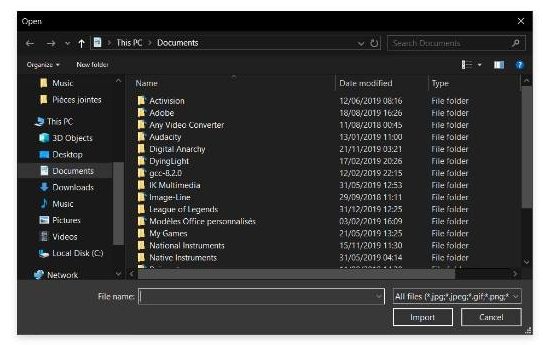 Open
This PC > Documents
Search Documents
Organize
New folder
Music
Pièces jointes
This PC
3D Objects
Desktop
Documents
Downloads
Music
Pictures
Videos
Local Disk (C:)
Network
Name Date modified Type
Activision 12/06/2019 08:16 File folder
Adobe 18/08/2019 16:26 File folder
Any Video Converter 11/08/2018 00:45 File folder
Audacity 13/01/2019 11:00 File folder
Digital Anarchy 21/11/2019 03:21 File folder
DyingLight 17/02/2019 20:26 File folder
gcc-8.2.0 12/02/2019 22:15 File folder
IK Multimedia 31/05/2019 12:53 File folder
Image-Line 29/09/2018 11:11 File folder
League of Legends 31/12/2019 12:25 File folder
Modèles Office personnalisés 03/02/2019 16:09 File folder
My Games 21/05/2019 13:25 File folder
National Instruments 15/11/2019 11:30 File folder
Native Instruments 31/05/2019 04:14 File folder
File name:
All files (*.jpg;*.jpeg;*.gif;*.png;*
Import
Cancel